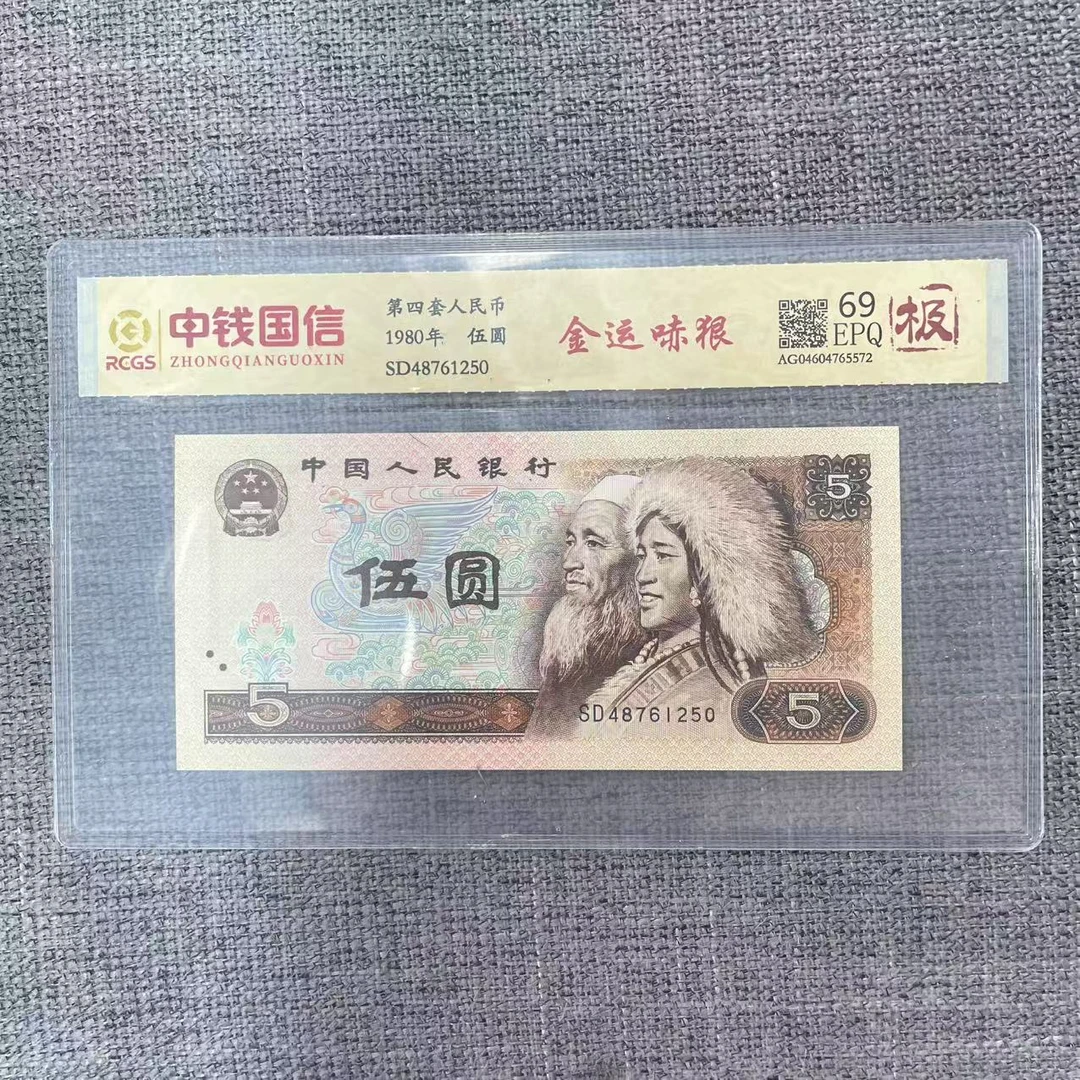 RCGS
中钱国信
ZHONGQIANGUOXIN
第四套人民币
1980年 伍圆
SD48761250
金运味狠
69
EPQ
AG04604765572
极
中国人民银行
5
伍圆
5
SD48761250
5